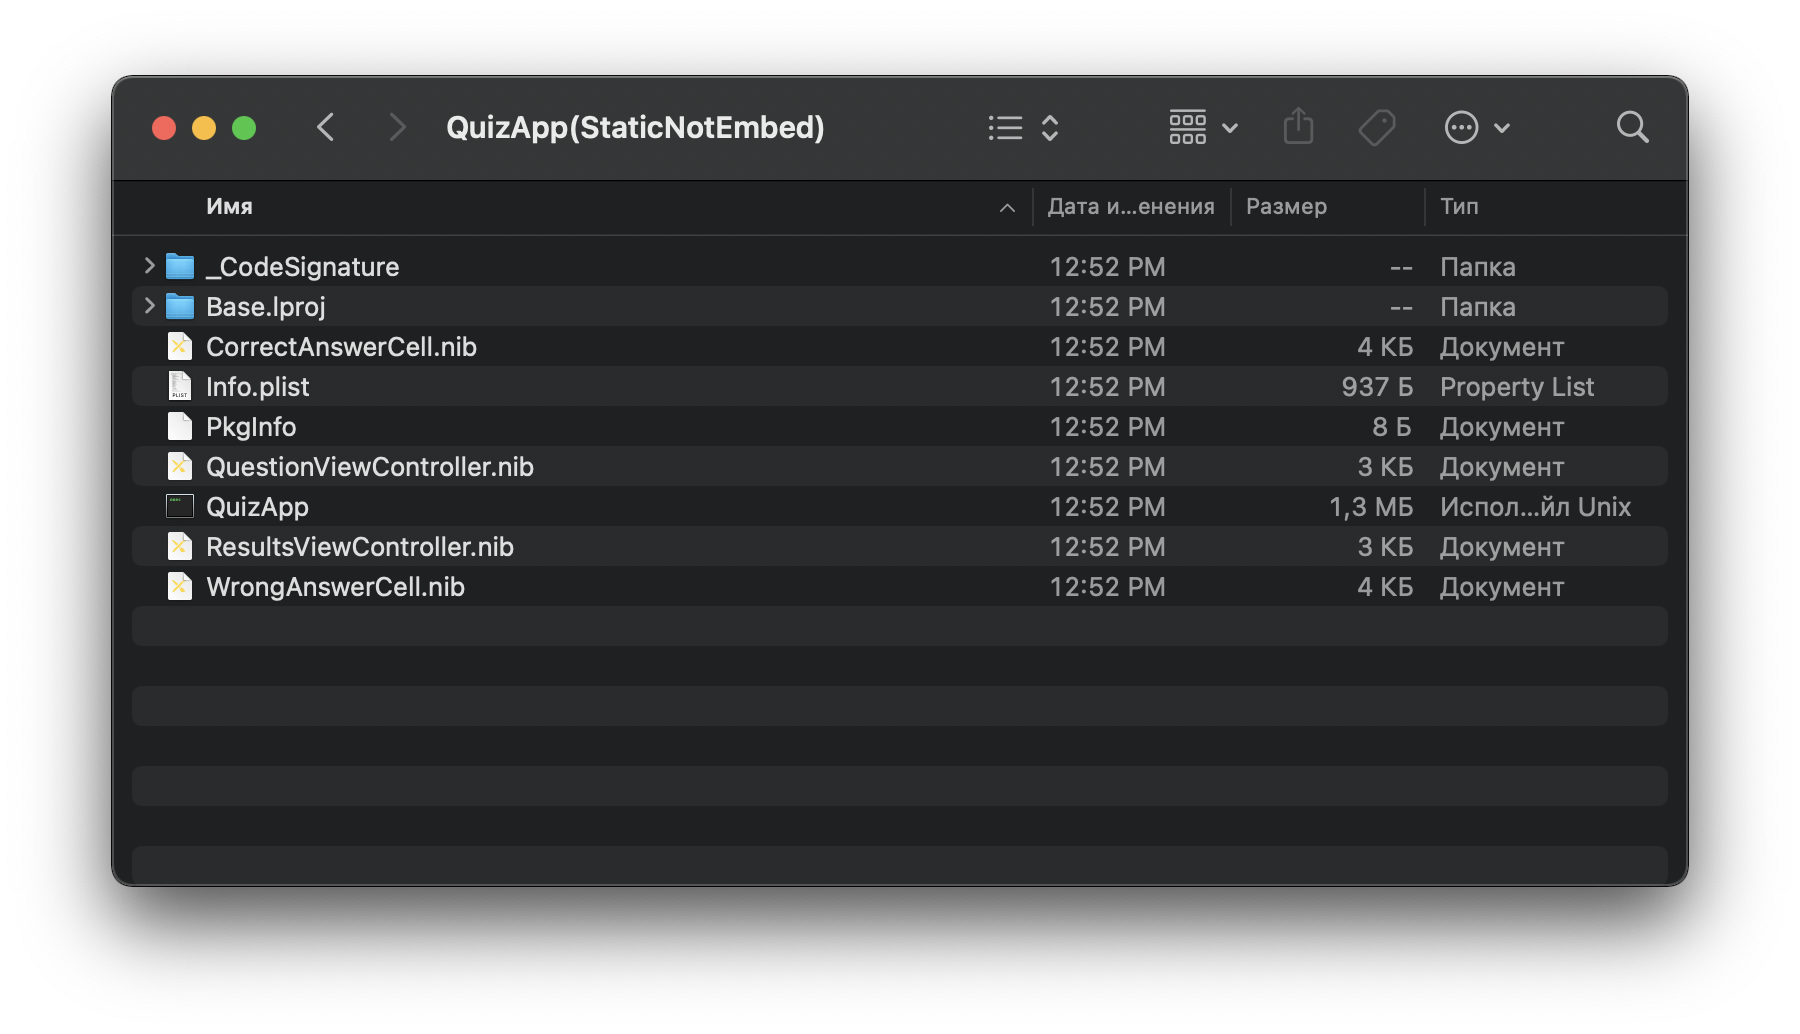 QuizApp(StaticNotEmbed)
Имя Дата и...енения Размер Тип
_CodeSignature 12:52 PM -- Папка
Base.lproj 12:52 PM -- Папка
CorrectAnswerCell.nib 12:52 PM 4 КБ Документ
Info.plist 12:52 PM 937 Б Property List
PkgInfo 12:52 PM 8 Б Документ
QuestionViewController.nib 12:52 PM 3 КБ Документ
QuizApp 12:52 PM 1,3 МБ Испол...йл Unix
ResultsViewController.nib 12:52 PM 3 КБ Документ
WrongAnswerCell.nib 12:52 PM 4 КБ Документ